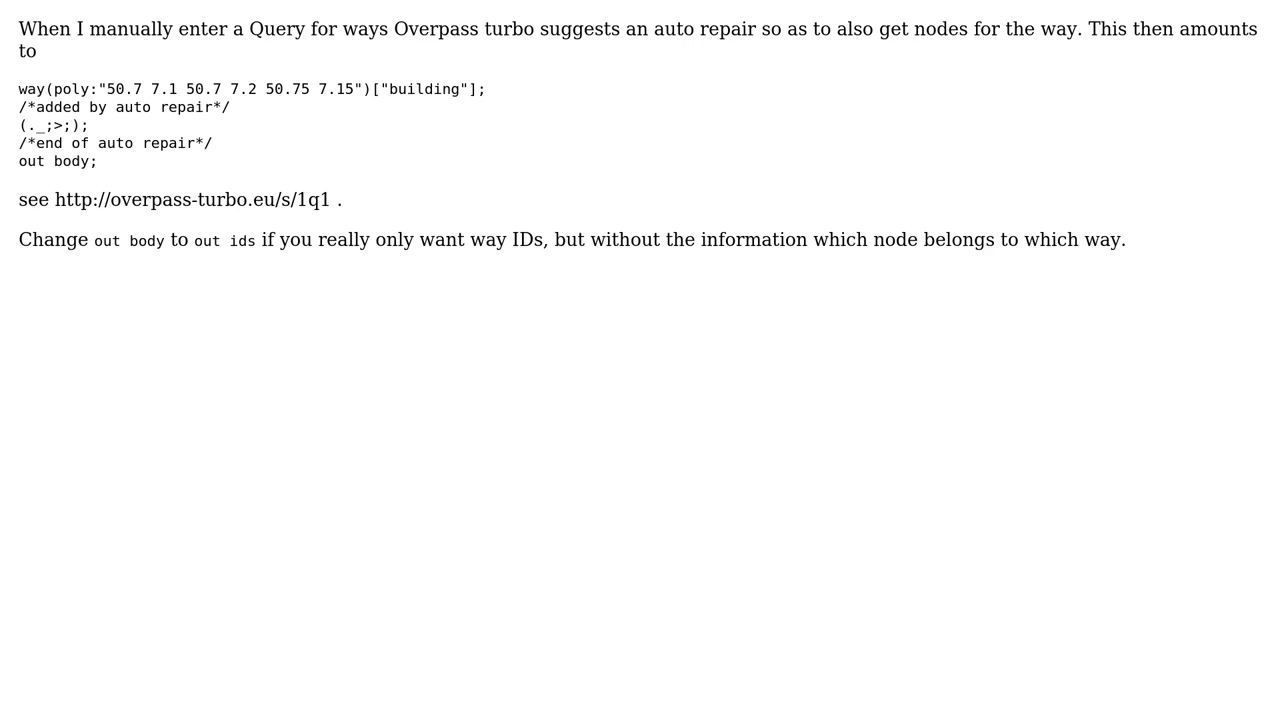 When I manually enter a Query for ways Overpass turbo suggests an auto repair so as to also get nodes for the way. This then amounts
to
way(poly:"50.7 7.1 50.7 7.2 50.75 7.15")["building"];
/*added by auto repair*/
(._;>;);
/*end of auto repair*/
out body;
see http://overpass-turbo.eu/s/1q1 .
Change out body to out ids if you really only want way IDs, but without the information which node belongs to which way.